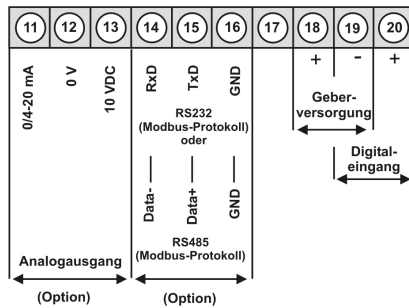 11 12 13 14 15 16 17 18 19 20
+ - +
0/4-20 mA
0 V
10 VDC
RxD
TxD
GND
RS232
(Modbus-Protokoll)
oder
Data-
Data+
GND
RS485
(Modbus-Protokoll)
Geber-
versorgung
Digital-
eingang
Analogausgang
(Option)
(Option)